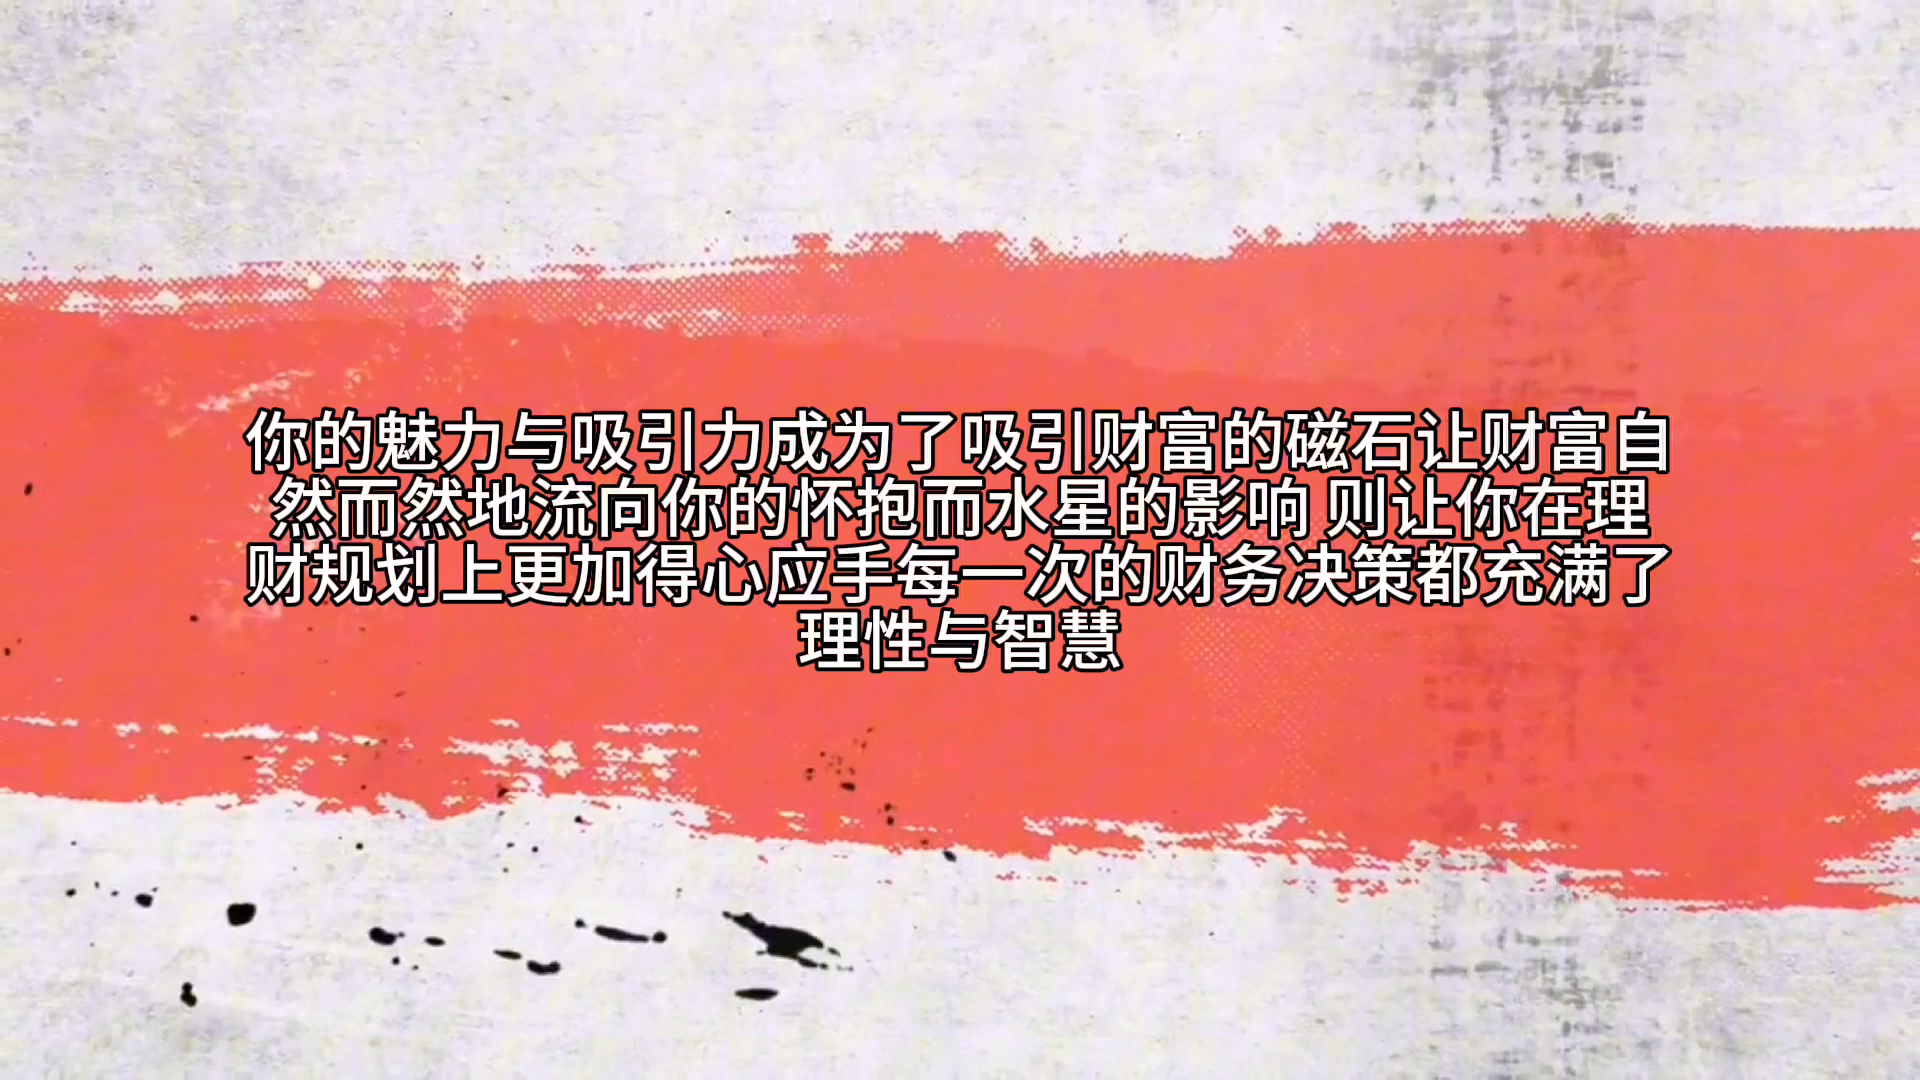 你的魅力与吸引力成为了吸引财富的磁石让财富自
然而然地流向你的怀抱而水星的影响 则让你在理
财规划上更加得心应手每一次的财务决策都充满了
理性与智慧